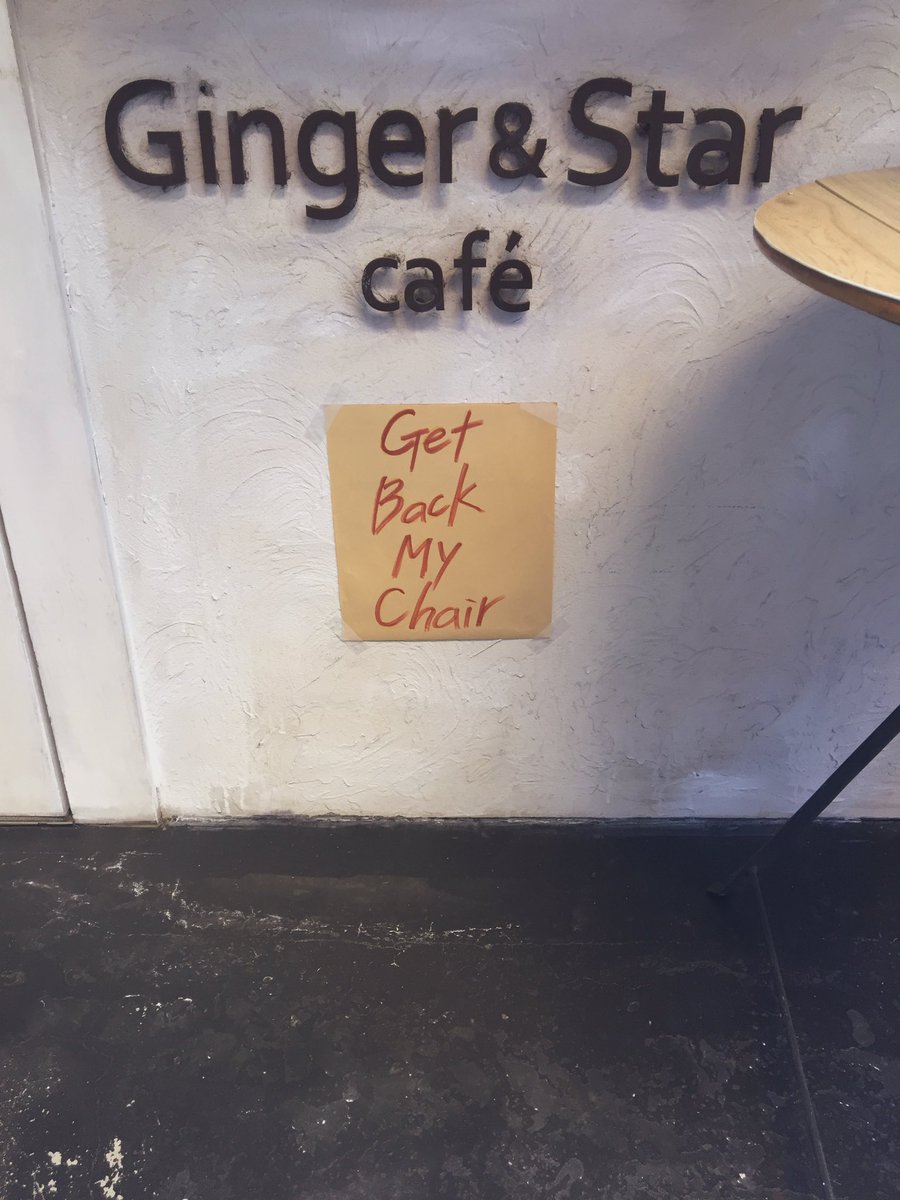 Ginger & Star
café
Get
Back
My
Chair